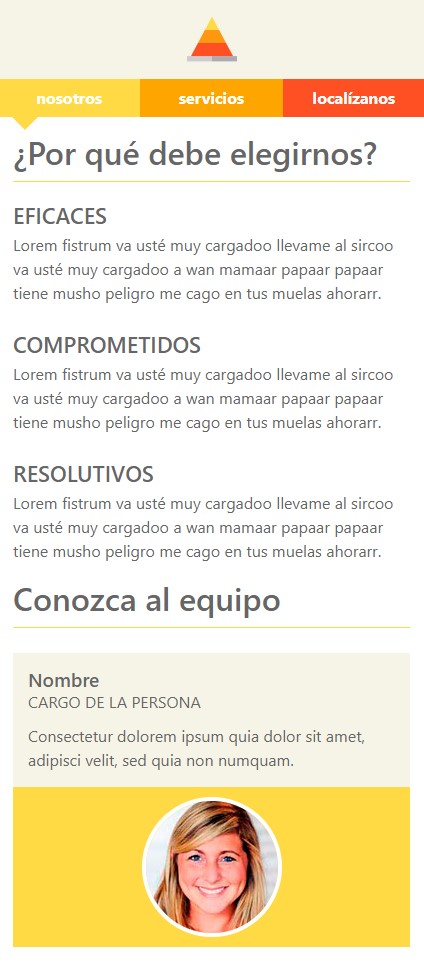 nosotros servicios localízanos
¿Por qué debe elegirnos?
EFICACES
Lorem fistrum va usté muy cargadoo llevame al sircoo
va usté muy cargadoo a wan mamaar papaar papaar
tiene musho peligro me cago en tus muelas ahorarr.
COMPROMETIDOS
Lorem fistrum va usté muy cargadoo llevame al sircoo
va usté muy cargadoo a wan mamaar papaar papaar
tiene musho peligro me cago en tus muelas ahorarr.
RESOLUTIVOS
Lorem fistrum va usté muy cargadoo llevame al sircoo
va usté muy cargadoo a wan mamaar papaar papaar
tiene musho peligro me cago en tus muelas ahorarr.
Conozca al equipo
Nombre
CARGO DE LA PERSONA
Consectetur dolorem ipsum quia dolor sit amet,
adipisci velit, sed quia non numquam.